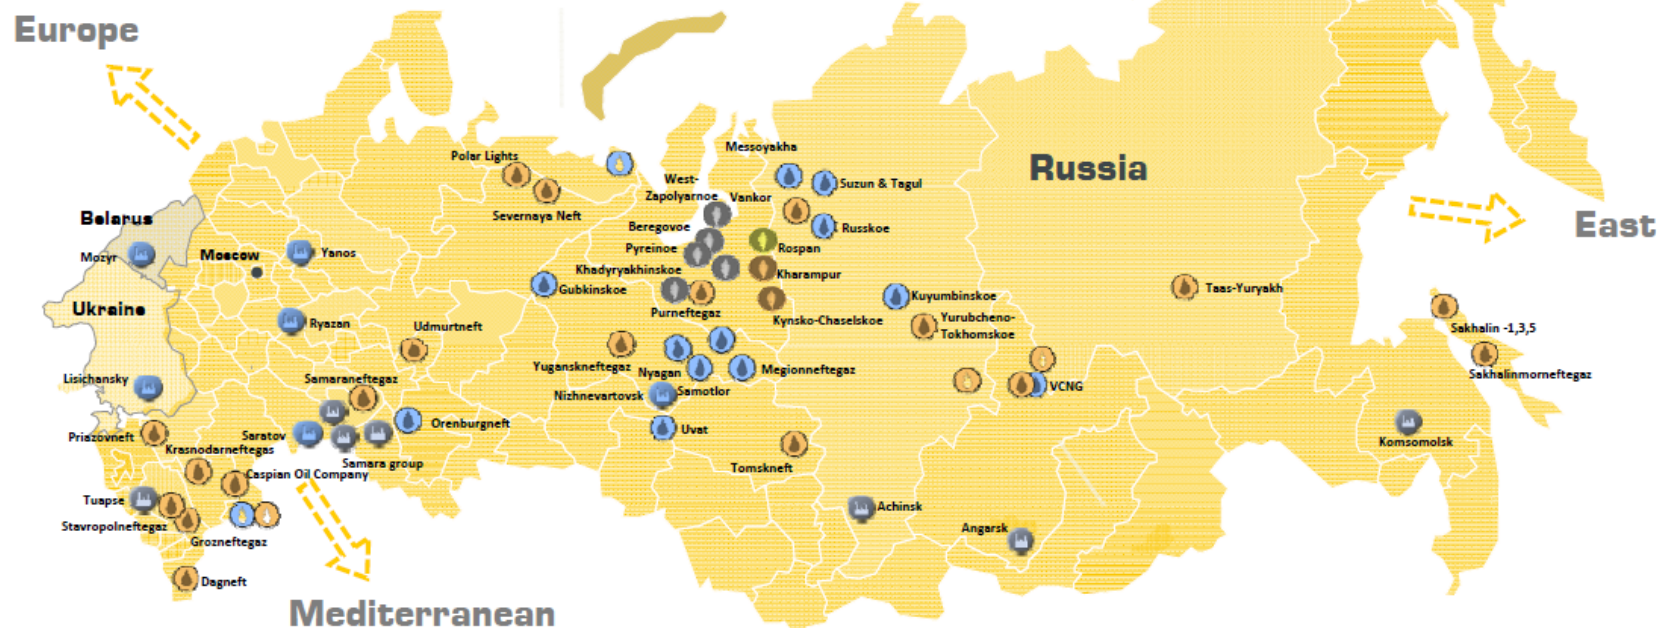 Europe
Polar Lights
Severnaya Neft
Messoyakha
Suzun & Tagul
West-
Zapolyarnoe
Vankor
Russia
Belarus
Beregovoe
Russkoe
East
Mozyr
Moscow
Yanos
Pyreinoe
Rospan
Khadyryakhinskoe
Kharampur
Gubkinskoe
Taas-Yuryakh
Ukraine
Purneftegaz
Kynsko-Chaselskoe
Kuyumbinskoe
Yurubcheno-
Tokhomskoe
Ryazan
Udmurtneft
Sakhalin -1,3,5
Yuganskneftegaz
Nyagan
Megionneftegaz
Sakhalinmorneftegaz
Lisichansky
Samaraneftegaz
Nizhnevartovsk
Samotlor
VCNG
Priazovneft
Saratov
Orenburgneft
Uvat
Komsomolsk
Krasnodarneftegas
Samara group
Tomskneft
Caspian Oil Company
Tuapse
Achinsk
Stavropolneftegaz
Angarsk
Grozneftegaz
Dagneft
Mediterranean